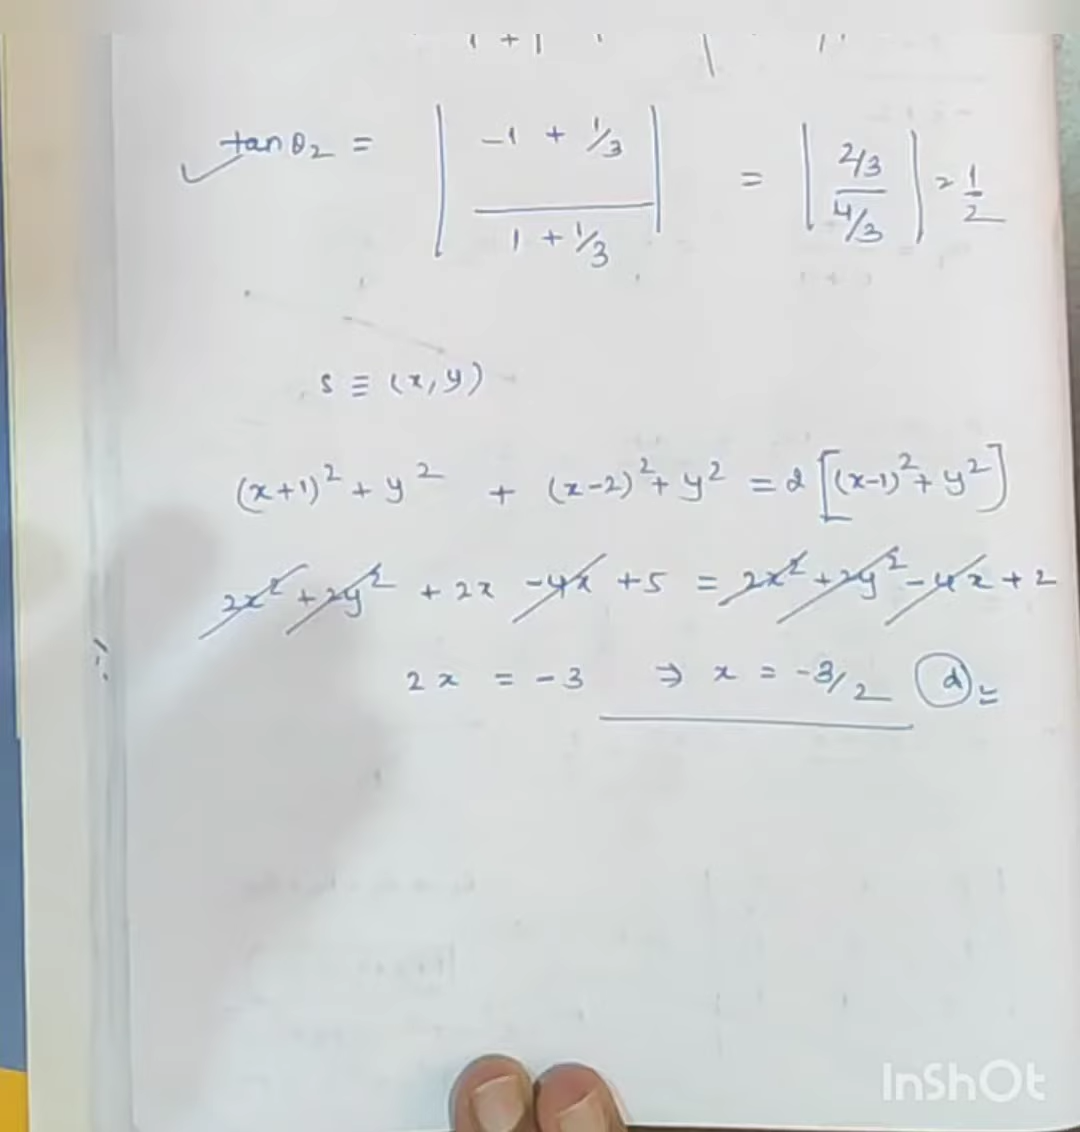 1 + 1
tan θ₂ = | (-1 + 1/3) / (1 + 1/3) | = | (2/3) / (4/3) | = 1/2
S ≡ (x, y)
(x+1)² + y² + (x-2)² + y² = 2 [(x-1)² + y²]
2x² + 2y² + 2x - 4x + 5 = 2x² + 2y² - 4x + 2
∴ 2x = -3 ⇒ x = -3/2 (d)
InShOt